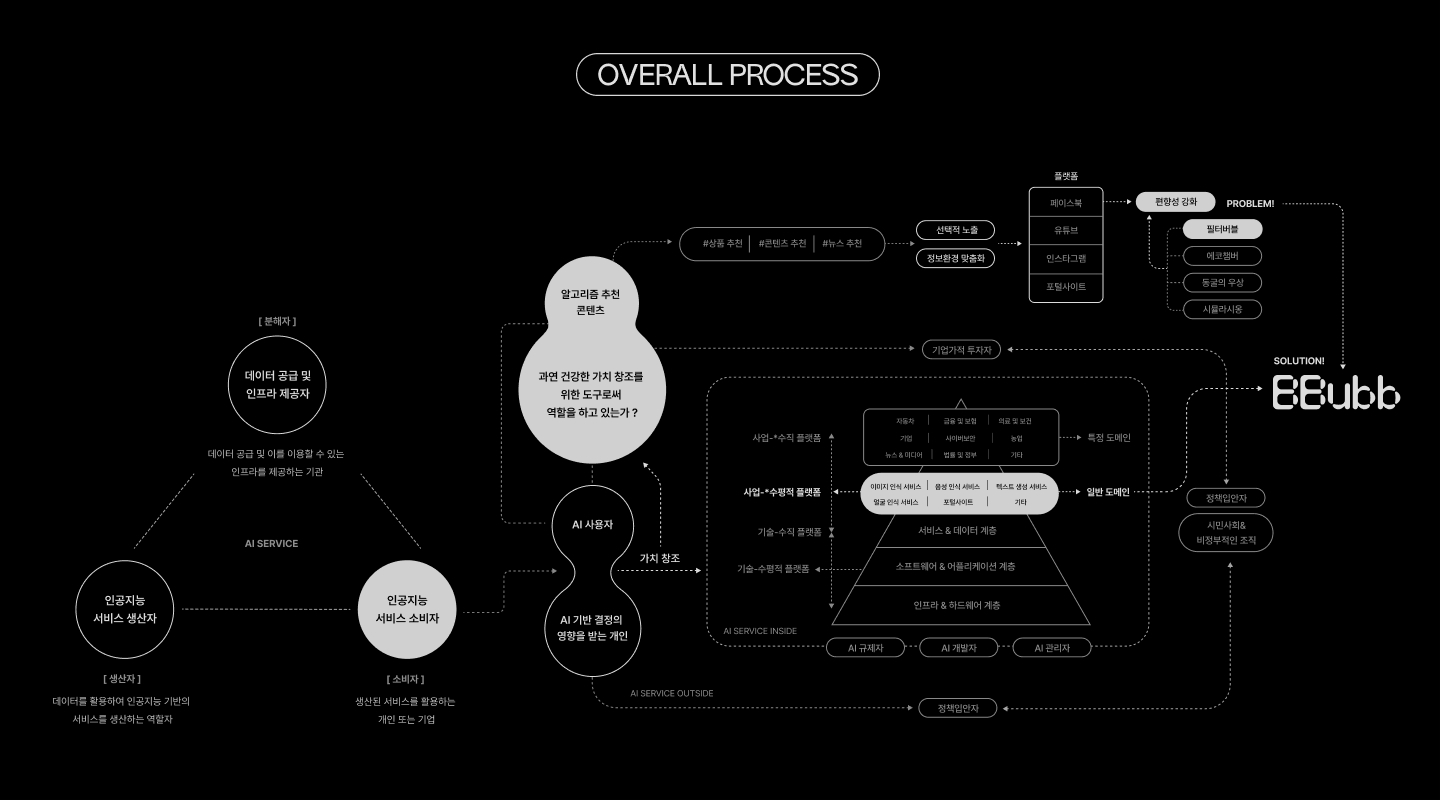 OVERALL PROCESS
[ 분해자 ]
데이터 공급 및
인프라 제공자
데이터 공급 및 이를 이용할 수 있는
인프라를 제공하는 기관
AI SERVICE
인공지능
서비스 생산자
[ 생산자 ]
데이터를 활용하여 인공지능 기반의
서비스를 생산하는 역할자
인공지능
서비스 소비자
[ 소비자 ]
생산된 서비스를 활용하는
개인 또는 기업
알고리즘 추천
콘텐츠
과연 건강한 가치 창조를
위한 도구로써
역할을 하고 있는가 ?
AI 사용자
AI 기반 결정의
영향을 받는 개인
가치 창조
#상품 추천
#콘텐츠 추천
#뉴스 추천
선택적 노출
정보환경 맞춤화
플랫폼
페이스북
유튜브
인스타그램
포털사이트
편향성 강화
PROBLEM!
필터버블
에코챔버
동굴의 우상
시뮬라시옹
기업가적 투자자
SOLUTION!
BBubb
사업-*수직 플랫폼
사업-*수평적 플랫폼
기술-수직 플랫폼
기술-수평적 플랫폼
자동차
금융 및 보험
의료 및 보건
기업
사이버보안
농업
뉴스 & 미디어
법률 및 정부
기타
특정 도메인
이미지 인식 서비스
음성 인식 서비스
텍스트 생성 서비스
얼굴 인식 서비스
포털사이트
기타
일반 도메인
서비스 & 데이터 계층
소프트웨어 & 어플리케이션 계층
인프라 & 하드웨어 계층
AI SERVICE INSIDE
AI 규제자
AI 개발자
AI 관리자
정책입안자
시민사회&
비정부적인 조직
AI SERVICE OUTSIDE
정책입안자